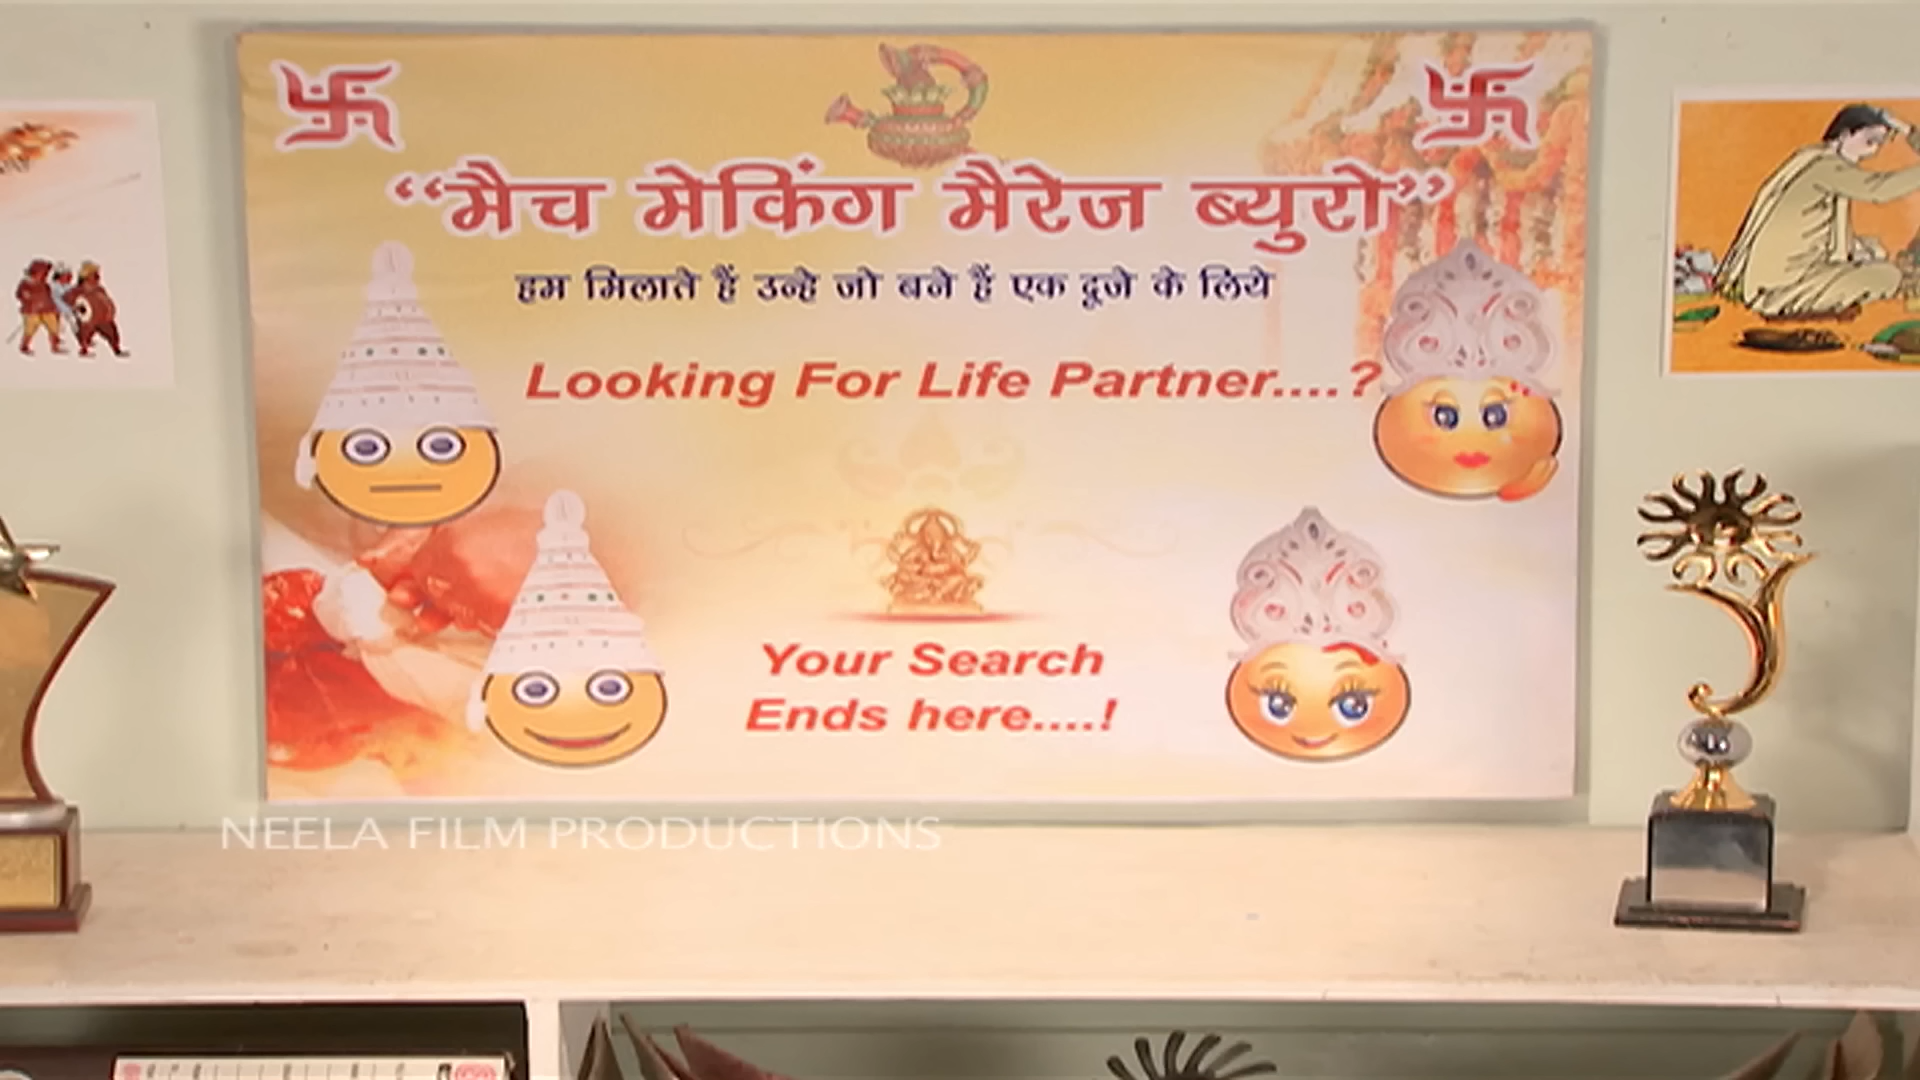 “मैच मेकिंग मैरेज ब्युरो”
हम मिलाते हैं उन्हे जो बने हैं एक दुजे के लिये
Looking For Life Partner....?
Your Search
Ends here....!
NEELA FILM PRODUCTIONS